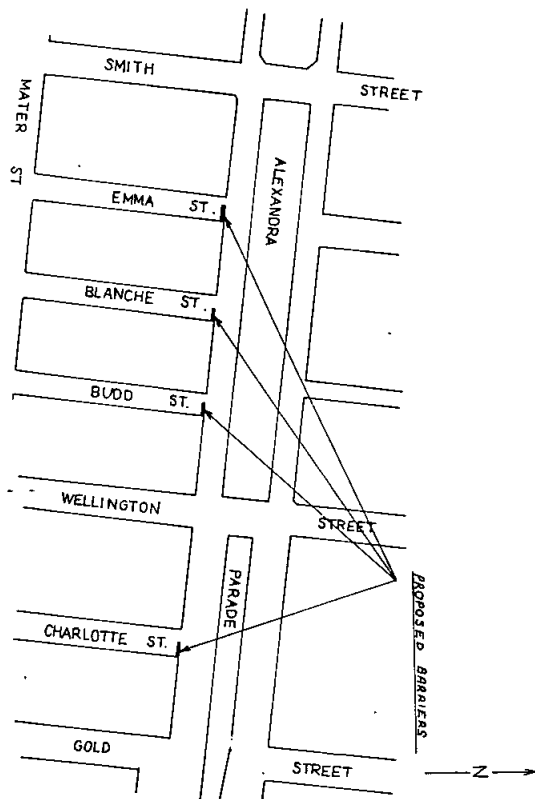 SMITH STREET
MATER ST
ALEXANDRA
EMMA ST.
BLANCHE ST.
BUDD ST.
WELLINGTON STREET
PARADE
CHARLOTTE ST.
PROPOSED BARRIERS
GOLD STREET
N